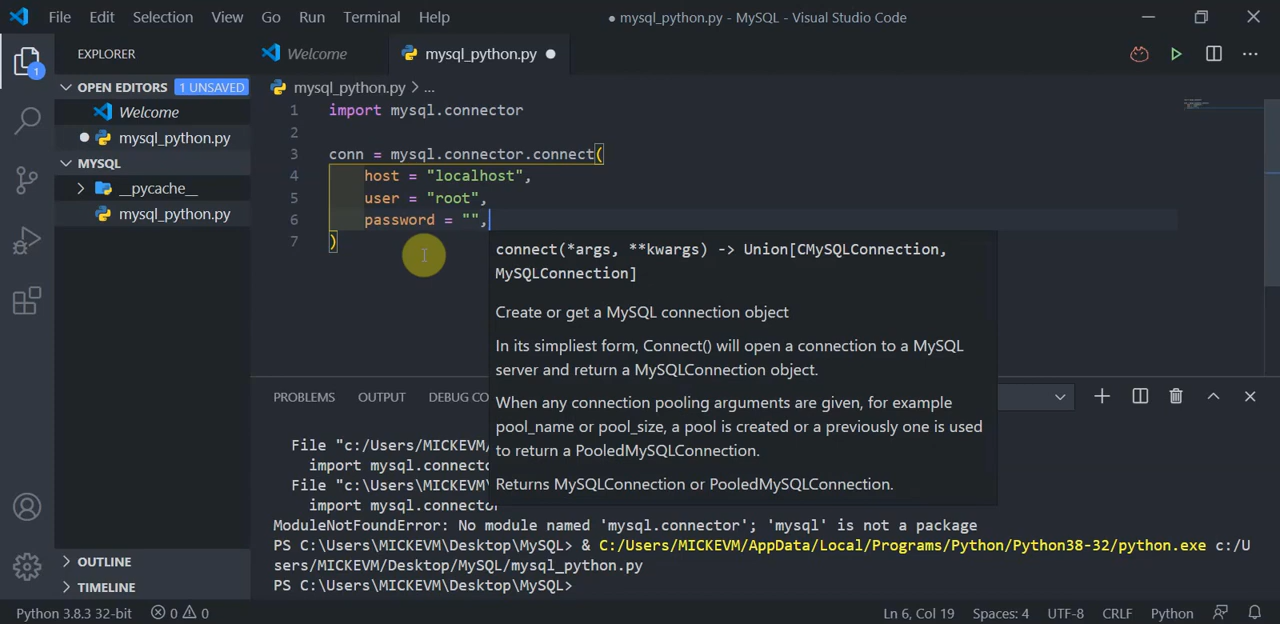 File Edit Selection View Go Run Terminal Help ● mysql_python.py - MySQL - Visual Studio Code
EXPLORER
Welcome mysql_python.py
OPEN EDITORS 1 UNSAVED
Welcome
mysql_python.py
MYSQL
__pycache__
mysql_python.py
OUTLINE
TIMELINE
1
mysql_python.py > ...
1 import mysql.connector
2
3 conn = mysql.connector.connect(
4 host = "localhost",
5 user = "root",
6 password = "",
7 )
connect(*args, **kwargs) -> Union[CMySQLConnection,
MySQLConnection]
Create or get a MySQL connection object
In its simpliest form, Connect() will open a connection to a MySQL
server and return a MySQLConnection object.
When any connection pooling arguments are given, for example
pool_name or pool_size, a pool is created or a previously one is used
to return a PooledMySQLConnection.
Returns MySQLConnection or PooledMySQLConnection.
PROBLEMS OUTPUT DEBUG CO
File "c:/Users/MICKEVM/
import mysql.connecto
File "C:\Users\MICKEVM\
import mysql.connector
ModuleNotFoundError: No module named 'mysql.connector'; 'mysql' is not a package
PS C:\Users\MICKEVM\Desktop\MySQL> & C:/Users/MICKEVM/AppData/Local/Programs/Python/Python38-32/python.exe c:/U
sers/MICKEVM/Desktop/MySQL/mysql_python.py
PS C:\Users\MICKEVM\Desktop\MySQL>
Python 3.8.3 32-bit 0 0 Ln 6, Col 19 Spaces: 4 UTF-8 CRLF Python